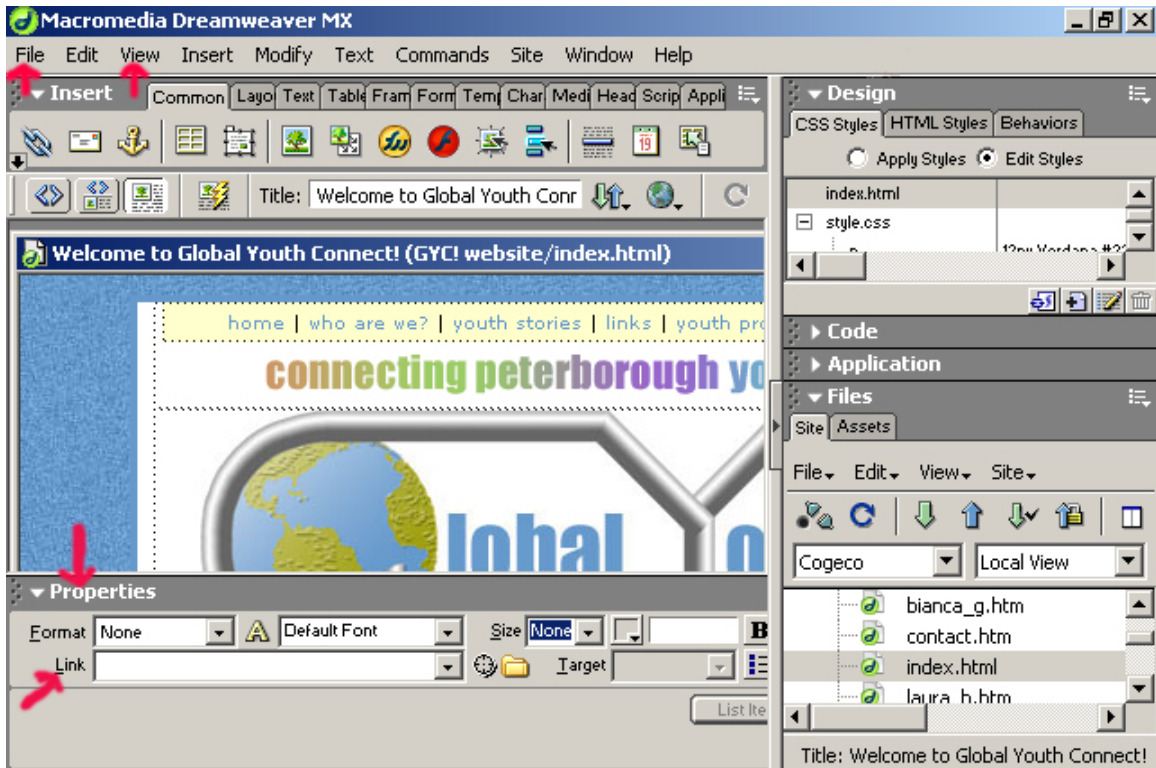 Macromedia Dreamweaver MX
File Edit View Insert Modify Text Commands Site Window Help
Insert
Common Layo Text Table Fram Form Temp Char Medi Head Scrip Appli
19
Title: Welcome to Global Youth Conr
Welcome to Global Youth Connect! (GYC! website/index.html)
home | who are we? | youth stories | links | youth pro
connecting peterborough yo
lobal
Properties
Format None Default Font Size None B
Link Target
List Ite
Design
CSS Styles HTML Styles Behaviors
Apply Styles Edit Styles
index.html
style.css
Code
Application
Files
Site Assets
File Edit View Site
Cogeco Local View
bianca_g.htm
contact.htm
index.html
laura_h.htm
Title: Welcome to Global Youth Connect!